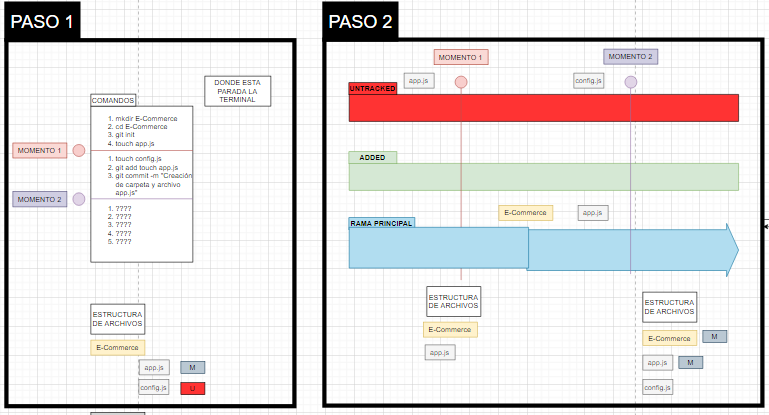 PASO 1
DONDE ESTA
PARADA LA
TERMINAL
COMANDOS
1. mkdir E-Commerce
2. cd E-Commerce
3. git init
4. touch app.js
MOMENTO 1
1. touch config.js
2. git add touch app.js
3. git commit -m "Creación
de carpeta y archivo
app.js"
MOMENTO 2
1. ????
2. ????
3. ????
4. ????
5. ????
ESTRUCTURA
DE ARCHIVOS
E-Commerce
app.js M
config.js U
PASO 2
MOMENTO 1
MOMENTO 2
app.js
config.js
UNTRACKED
ADDED
E-Commerce
app.js
RAMA PRINCIPAL
ESTRUCTURA
DE ARCHIVOS
E-Commerce
app.js
ESTRUCTURA
DE ARCHIVOS
E-Commerce M
app.js M
config.js